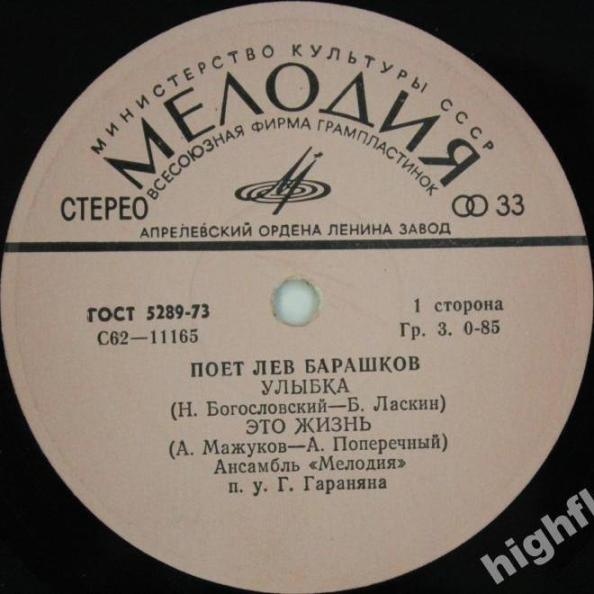 МИНИСТЕРСТВО КУЛЬТУРЫ СССР
МЕЛОДИЯ
ВСЕСОЮЗНАЯ ФИРМА ГРАМПЛАСТИНОК
СТЕРЕО 33
АПРЕЛЕВСКИЙ ОРДЕНА ЛЕНИНА ЗАВОД
ГОСТ 5289-73 1 сторона
С62—11165 Гр. 3. 0-85
ПОЕТ ЛЕВ БАРАШКОВ
УЛЫБКА
(Н. Богословский—Б. Ласкин)
ЭТО ЖИЗНЬ
(А. Мажуков—А. Поперечный)
Ансамбль «Мелодия»
п. у. Г. Гараняна